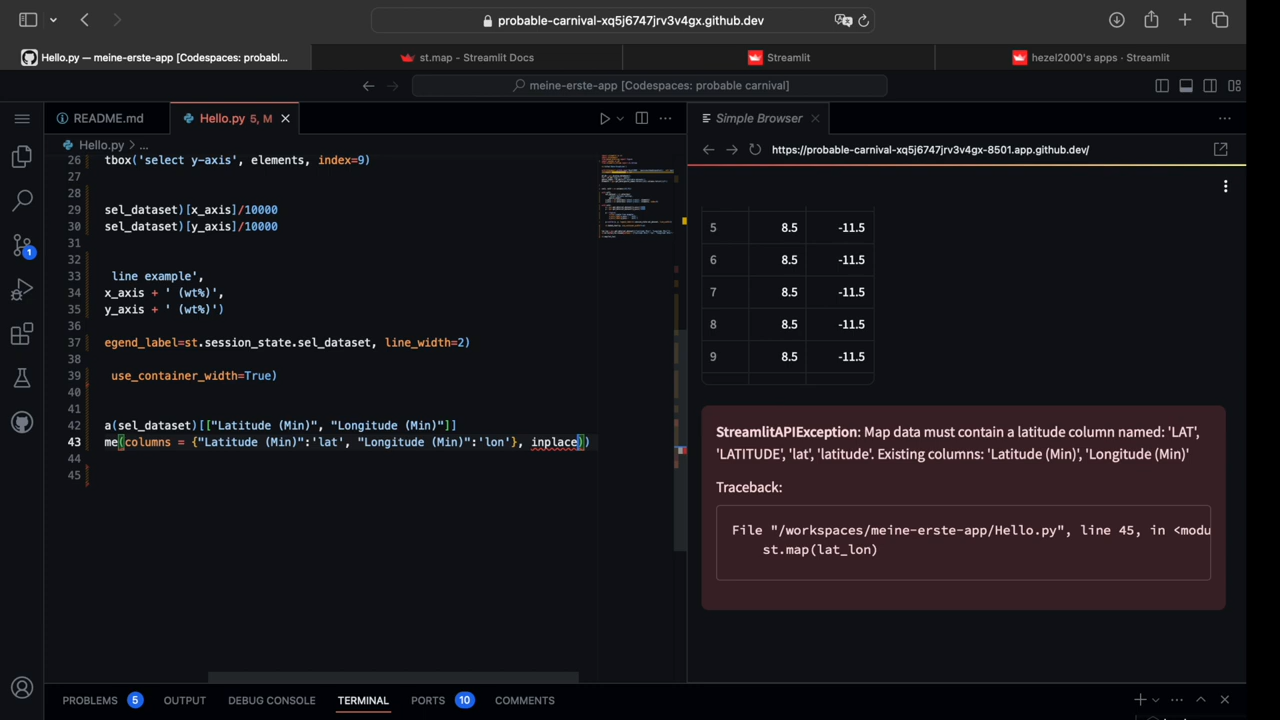 probable-carnival-xq5j6747jrv3v4gx.github.dev
Hello.py — meine-erste-app [Codespaces: probabl...
st.map - Streamlit Docs
Streamlit
hezel2000's apps · Streamlit
meine-erste-app [Codespaces: probable carnival]
README.md
Hello.py 5, M
Simple Browser
Hello.py > ...
https://probable-carnival-xq5j6747jrv3v4gx-8501.app.github.dev/
26 tbox('select y-axis', elements, index=9)
27
28
29 sel_dataset)[x_axis]/10000
30 sel_dataset)[y_axis]/10000
31
32
33 line example',
34 x_axis + ' (wt%)',
35 y_axis + ' (wt%)')
36
37 egend_label=st.session_state.sel_dataset, line_width=2)
38
39 use_container_width=True)
40
41
42 a(sel_dataset)[["Latitude (Min)", "Longitude (Min)"]]
43 me(columns = {"Latitude (Min)":'lat', "Longitude (Min)":'lon'}, inplace))
44
45
5 8.5 -11.5
6 8.5 -11.5
7 8.5 -11.5
8 8.5 -11.5
9 8.5 -11.5
StreamlitAPIException: Map data must contain a latitude column named: 'LAT',
'LATITUDE', 'lat', 'latitude'. Existing columns: 'Latitude (Min)', 'Longitude (Min)'
Traceback:
File "/workspaces/meine-erste-app/Hello.py", line 45, in <modu
st.map(lat_lon)
1
PROBLEMS 5 OUTPUT DEBUG CONSOLE TERMINAL PORTS 10 COMMENTS